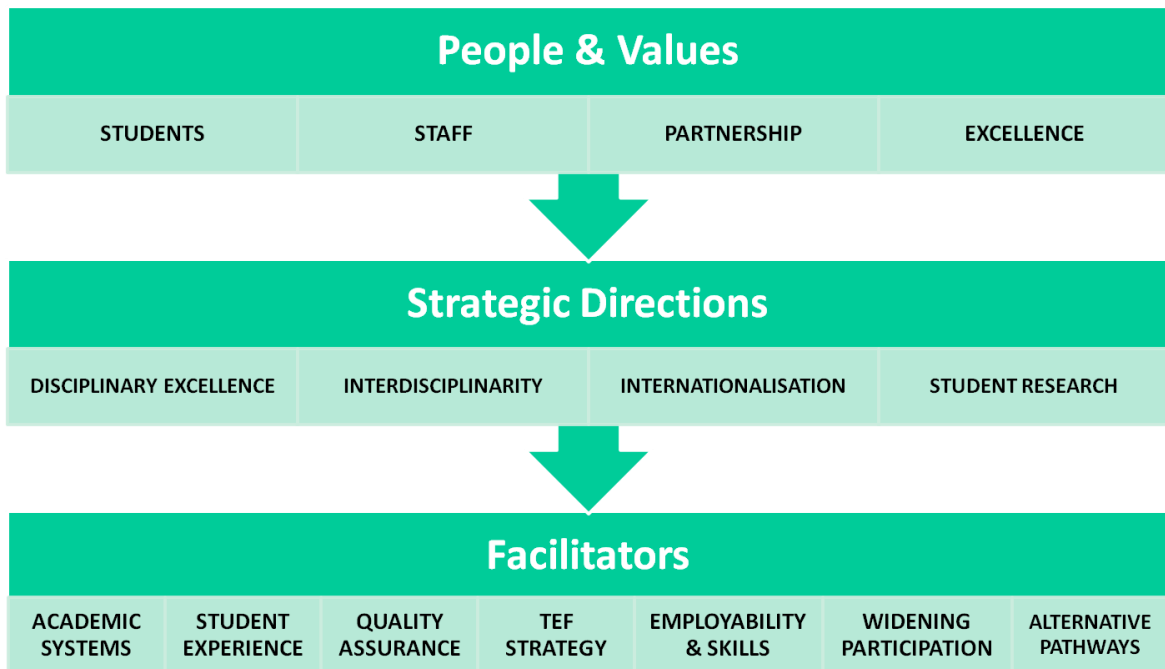 People & Values
STUDENTS STAFF PARTNERSHIP EXCELLENCE
Strategic Directions
DISCIPLINARY EXCELLENCE INTERDISCIPLINARITY INTERNATIONALISATION STUDENT RESEARCH
Facilitators
ACADEMIC SYSTEMS
STUDENT EXPERIENCE
QUALITY ASSURANCE
TEF STRATEGY
EMPLOYABILITY & SKILLS
WIDENING PARTICIPATION
ALTERNATIVE PATHWAYS